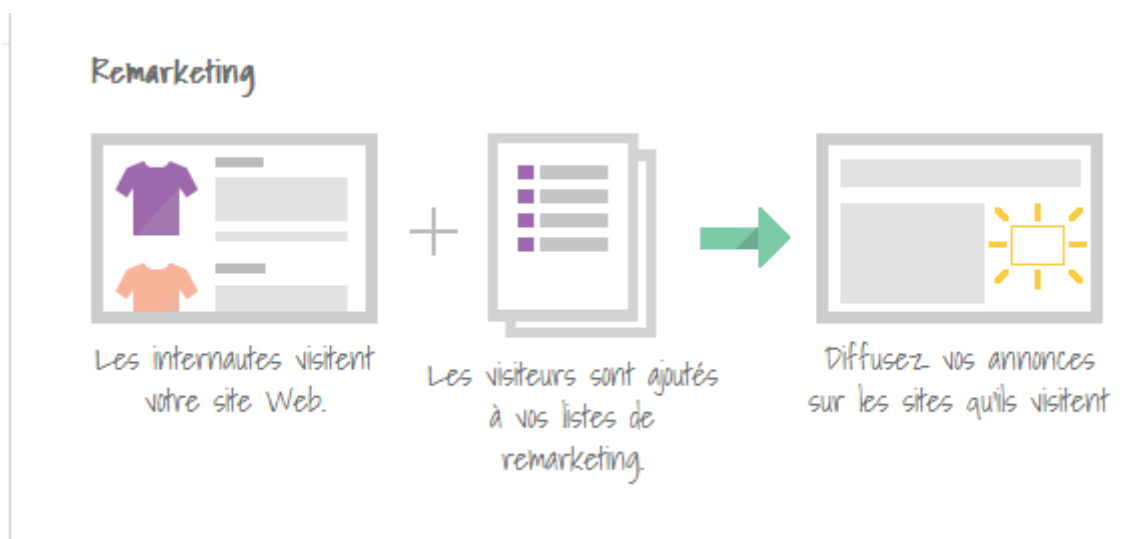 Remarketing
Les internautes visitent
votre site Web.
Les visiteurs sont ajoutés
à vos listes de
remarketing.
Diffusez vos annonces
sur les sites qu'ils visitent